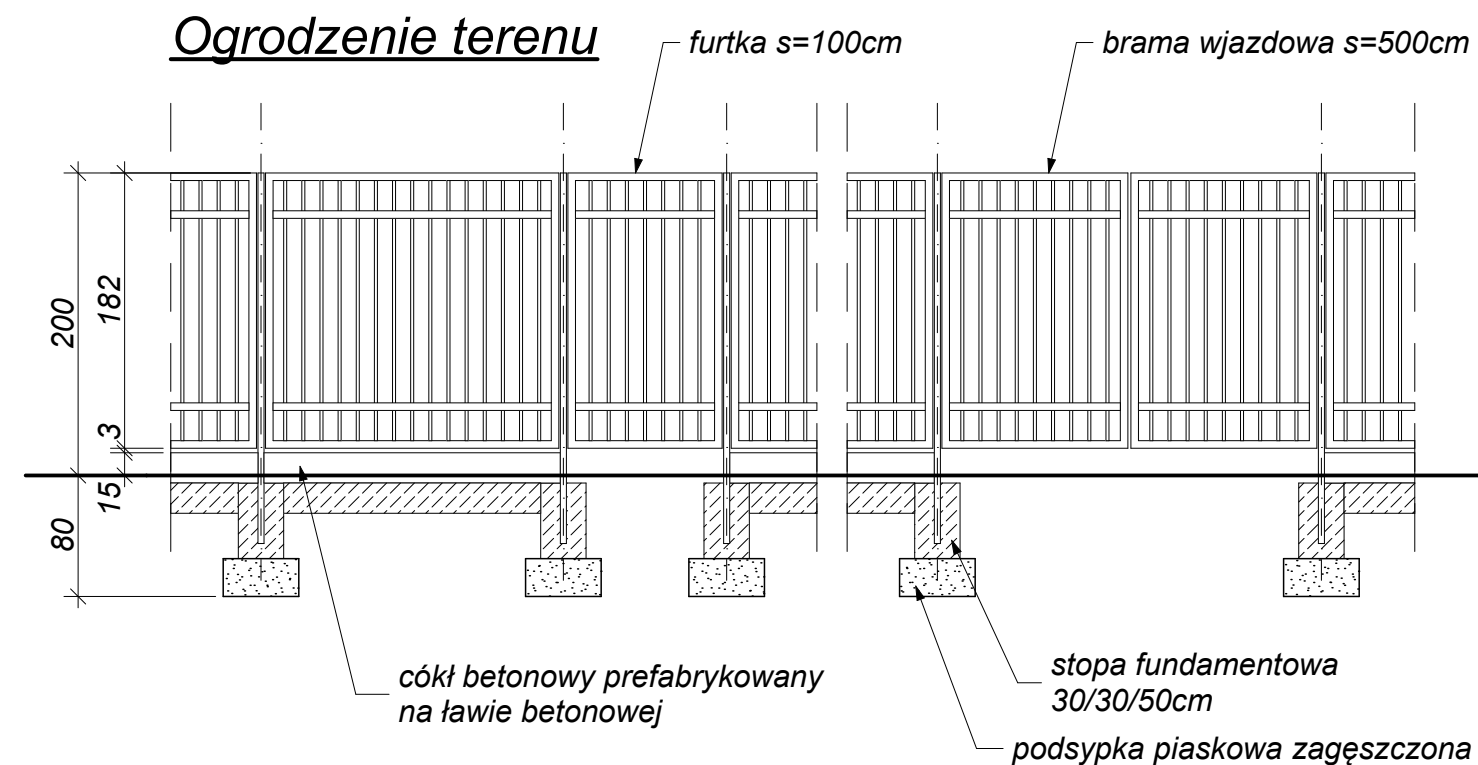 Ogrodzenie terenu
furtka s=100cm
brama wjazdowa s=500cm
200
182
3
15
80
cókł betonowy prefabrykowany
na ławie betonowej
stopa fundamentowa
30/30/50cm
podsypka piaskowa zagęszczona